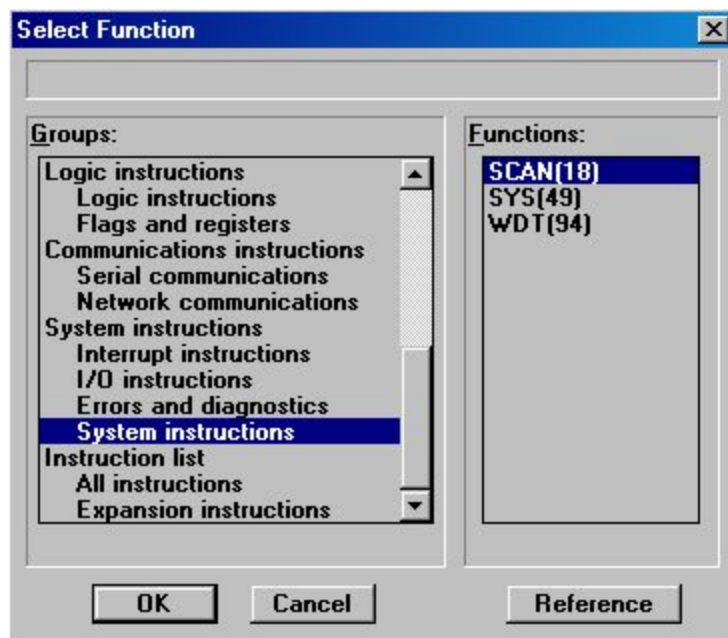 Select Function
Groups:
Logic instructions
Logic instructions
Flags and registers
Communications instructions
Serial communications
Network communications
System instructions
Interrupt instructions
I/O instructions
Errors and diagnostics
System instructions
Instruction list
All instructions
Expansion instructions
Functions:
SCAN(18)
SYS(49)
WDT(94)
OK
Cancel
Reference